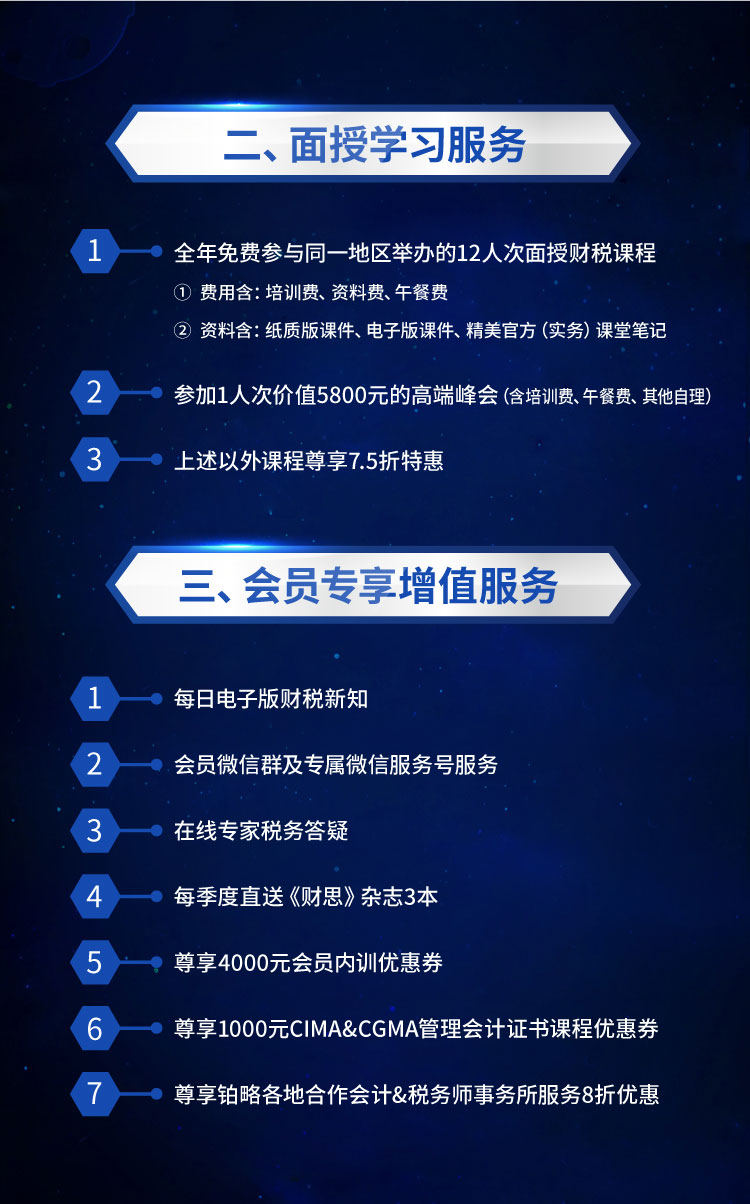 二、面授学习服务
1 全年免费参与同一地区举办的12人次面授财税课程
① 费用含：培训费、资料费、午餐费
② 资料含：纸质版课件、电子版课件、精美官方（实务）课堂笔记
2 参加1人次价值5800元的高端峰会（含培训费、午餐费、其他自理）
3 上述以外课程尊享7.5折特惠
三、会员专享增值服务
1 每日电子版财税新知
2 会员微信群及专属微信服务号服务
3 在线专家税务答疑
4 每季度直送《财思》杂志3本
5 尊享4000元会员内训优惠券
6 尊享1000元CIMA&CGMA管理会计证书课程优惠券
7 尊享铂略各地合作会计&税务师事务所服务8折优惠